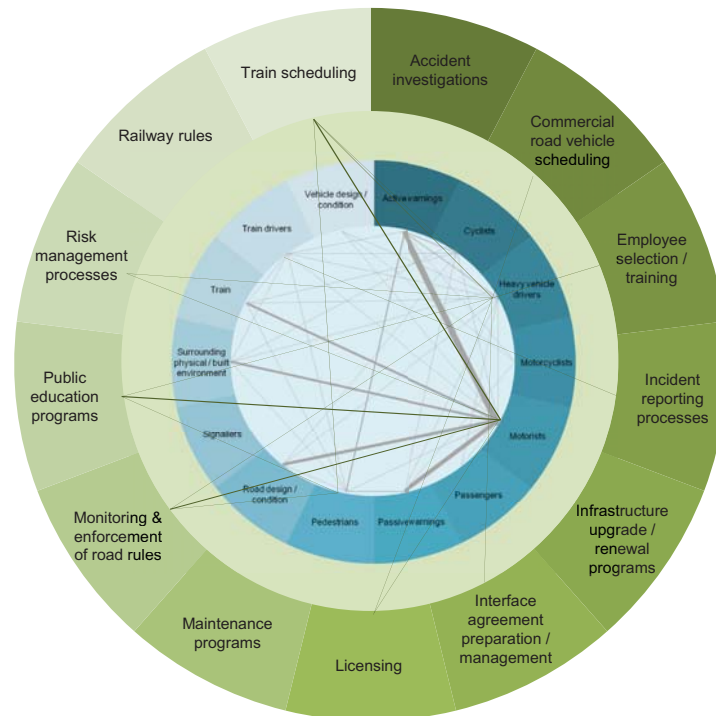 Train scheduling
Accident
investigations
Commercial
road vehicle
scheduling
Employee
selection /
training
Incident
reporting
processes
Infrastructure
upgrade /
renewal
programs
Interface
agreement
preparation /
management
Licensing
Maintenance
programs
Monitoring &
enforcement
of road rules
Public
education
programs
Risk
management
processes
Railway rules
Vehicle design /
condition
Active warnings
Cyclists
Heavy vehicle
drivers
Motorcyclists
Motorists
Passengers
Passive warnings
Pedestrians
Road design /
condition
Signallers
Surrounding
physical / built
environment
Train
Train drivers